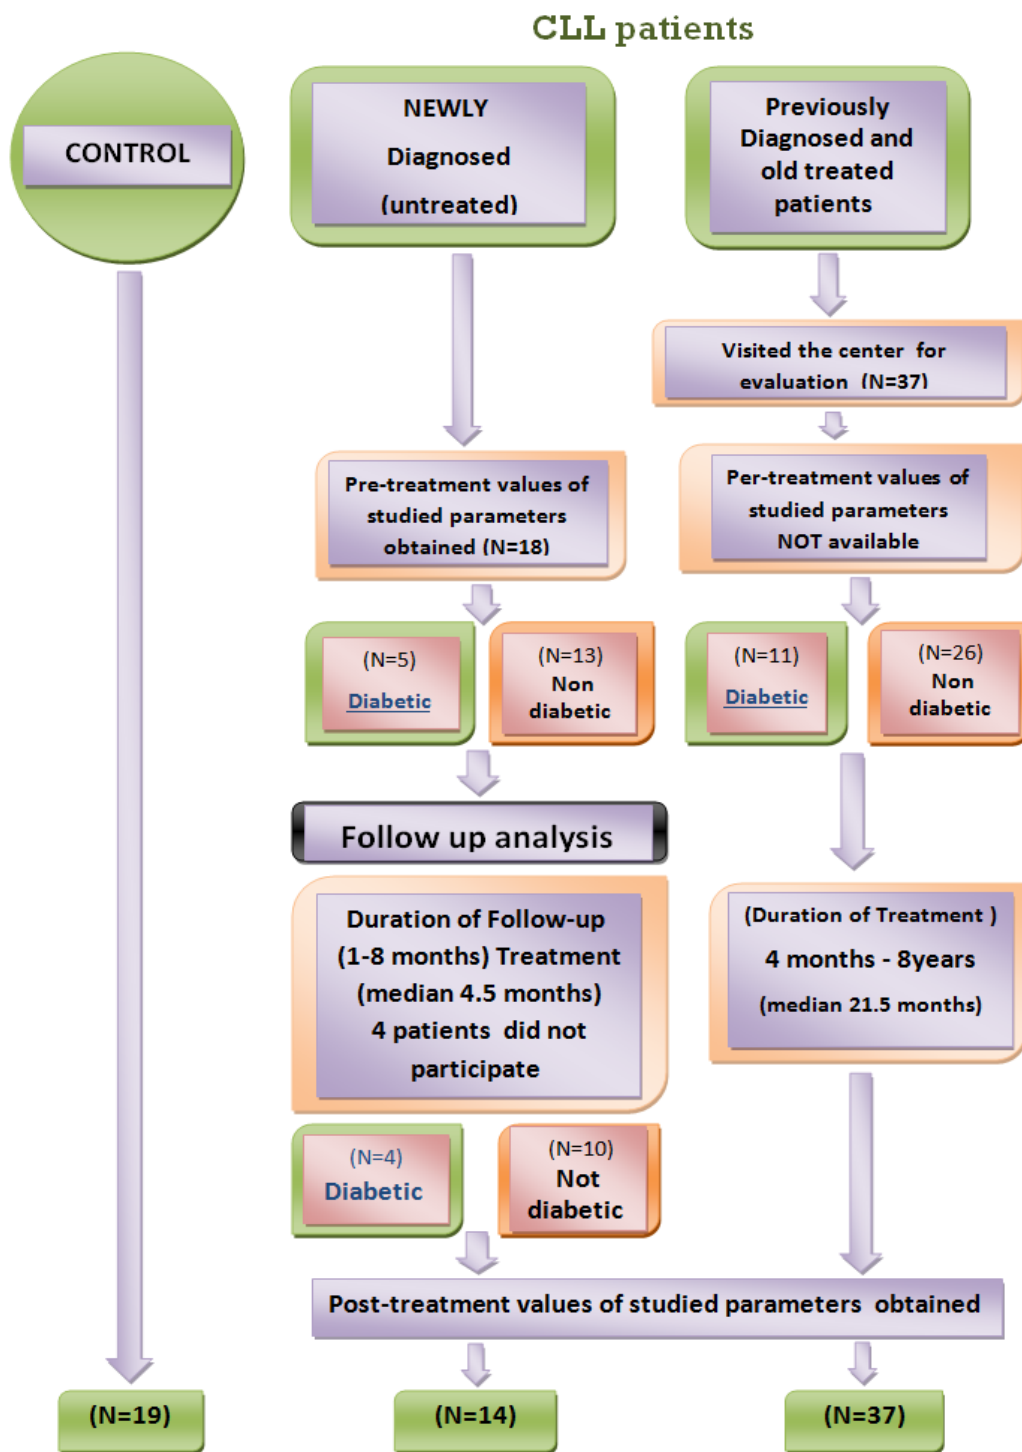 CLL patients
CONTROL
NEWLY
Diagnosed
(untreated)
Previously
Diagnosed and
old treated
patients
Visited the center for
evaluation (N=37)
Pre-treatment values of
studied parameters
obtained (N=18)
Per-treatment values of
studied parameters
NOT available
(N=5)
Diabetic
(N=13)
Non
diabetic
(N=11)
Diabetic
(N=26)
Non
diabetic
Follow up analysis
Duration of Follow-up
(1-8 months) Treatment
(median 4.5 months)
4 patients did not
participate
(Duration of Treatment )
4 months - 8years
(median 21.5 months)
(N=4)
Diabetic
(N=10)
Not
diabetic
Post-treatment values of studied parameters obtained
(N=19)
(N=14)
(N=37)